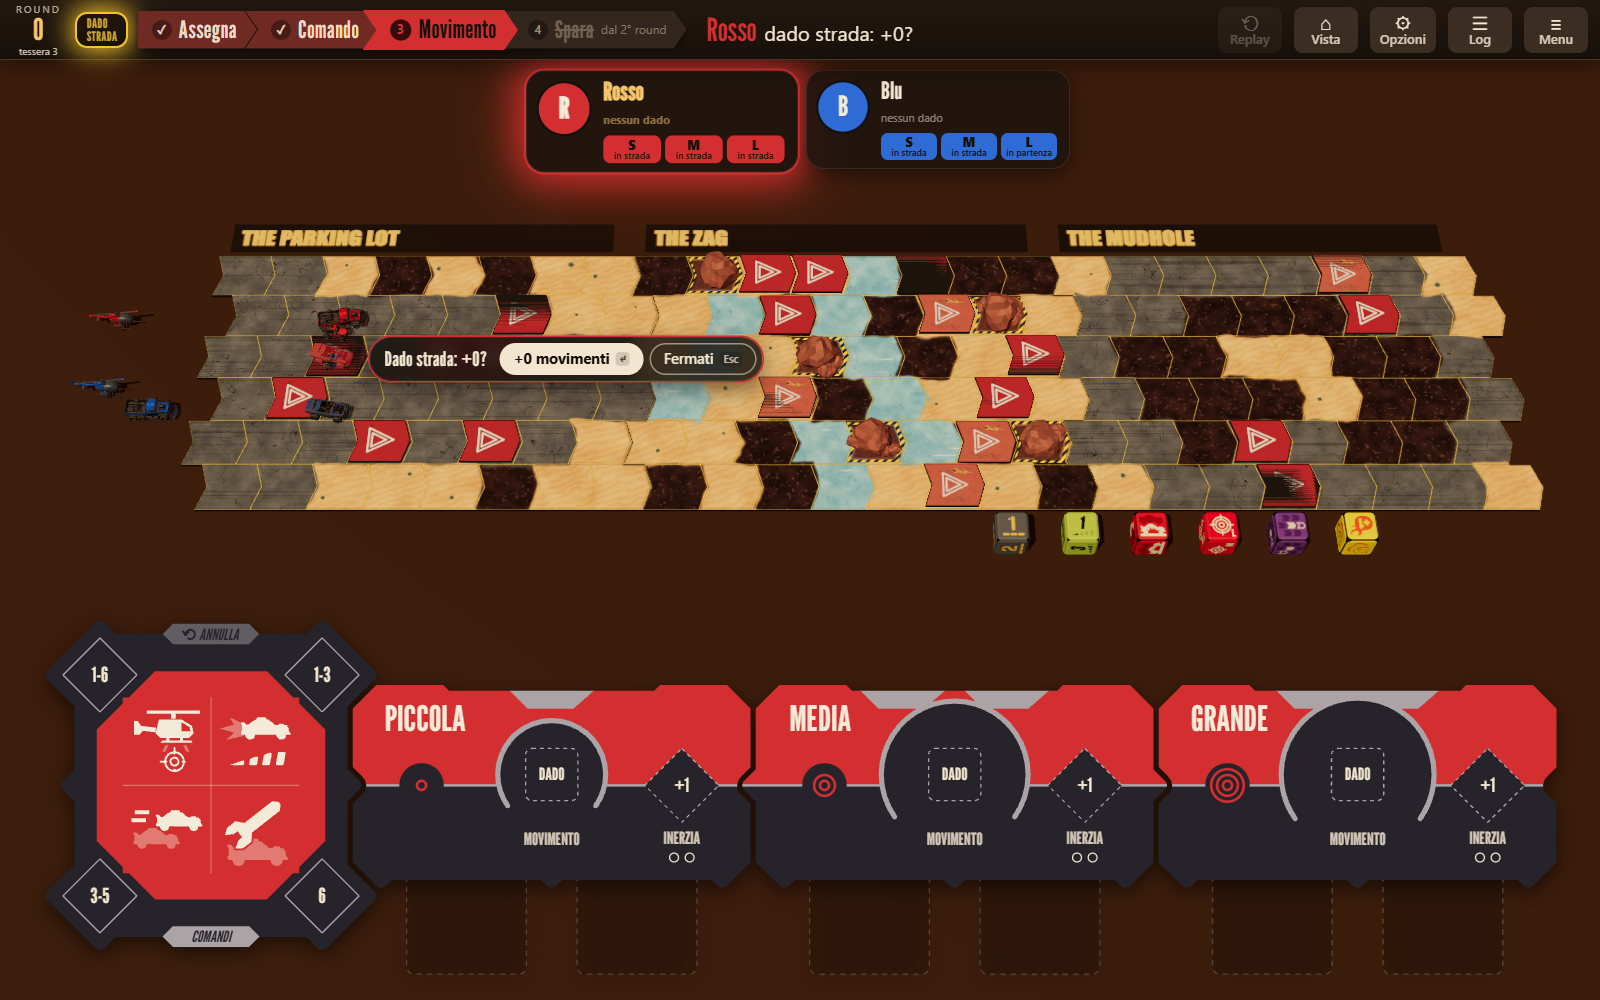 ROUND
0
tessera 3
DADO
STRADA
✓ Assegna
✓ Comando
3 Movimento
4 Spara dal 2° round
Rosso dado strada: +0?
Replay
Vista
Opzioni
Log
Menu
R
Rosso
nessun dado
S
in strada
M
in strada
L
in strada
B
Blu
nessun dado
S
in strada
M
in strada
L
in partenza
THE PARKING LOT
THE ZAG
THE MUDHOLE
Dado strada: +0?
+0 movimenti
Fermati Esc
1
1
ANNULLA
1-6
1-3
3-5
6
COMANDI
PICCOLA
DADO
MOVIMENTO
+1
INERZIA
MEDIA
DADO
MOVIMENTO
+1
INERZIA
GRANDE
DADO
MOVIMENTO
+1
INERZIA